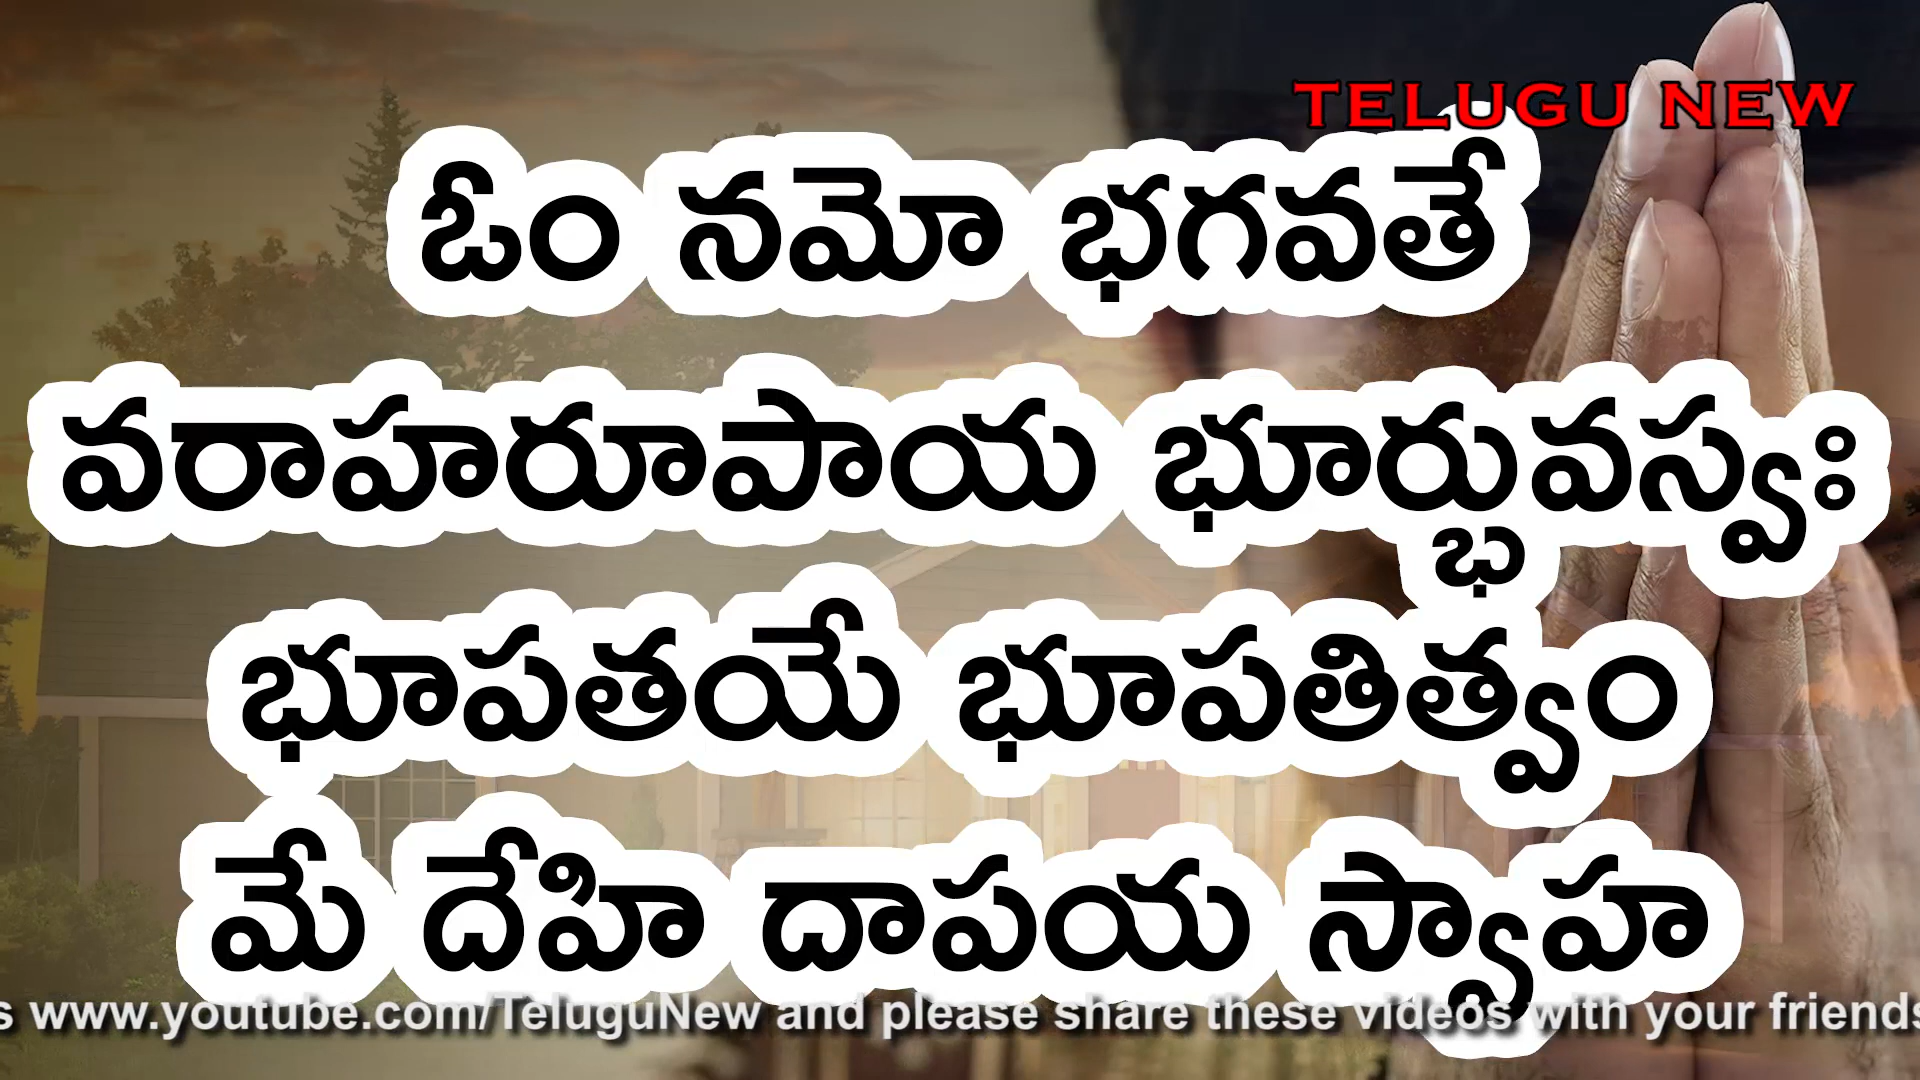 TELUGU NEW
ఓం నమో భగవతే
వరాహరూపాయ భూర్భువస్వః
భూపతయే భూపతిత్వం
మే దేహి దాపయ స్వాహ
s www.youtube.com/TeluguNew and please share these videos with your friends